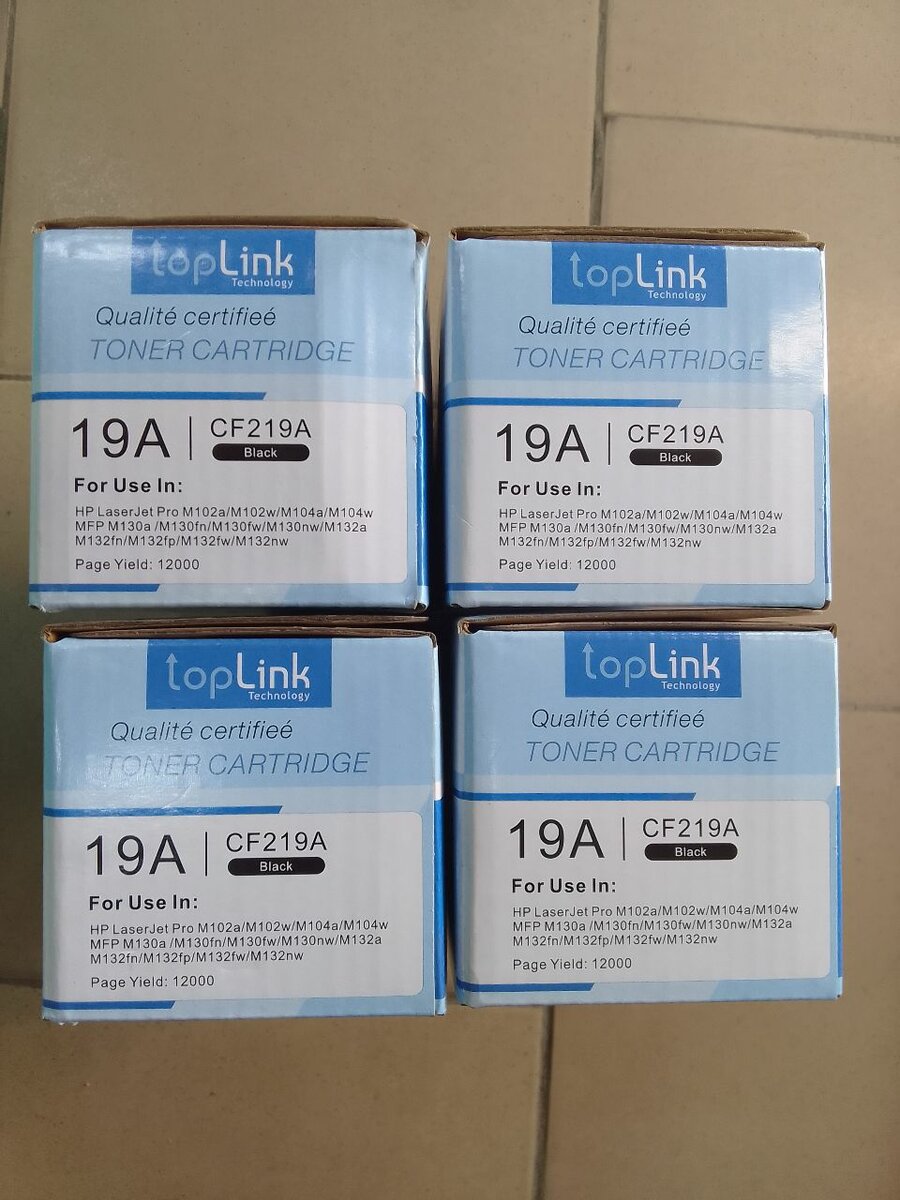 topLink
Technology
Qualité certifieé
TONER CARTRIDGE
19A | CF219A
Black
For Use In:
HP LaserJet Pro M102a/M102w/M104a/M104w
MFP M130a /M130fn/M130fw/M130nw/M132a
M132fn/M132fp/M132fw/M132nw
Page Yield: 12000
topLink
Technology
Qualité certifieé
TONER CARTRIDGE
19A | CF219A
Black
For Use In:
HP LaserJet Pro M102a/M102w/M104a/M104w
MFP M130a /M130fn/M130fw/M130nw/M132a
M132fn/M132fp/M132fw/M132nw
Page Yield: 12000
topLink
Technology
Qualité certifieé
TONER CARTRIDGE
19A | CF219A
Black
For Use In:
HP LaserJet Pro M102a/M102w/M104a/M104w
MFP M130a /M130fn/M130fw/M130nw/M132a
M132fn/M132fp/M132fw/M132nw
Page Yield: 12000
topLink
Technology
Qualité certifieé
TONER CARTRIDGE
19A | CF219A
Black
For Use In:
HP LaserJet Pro M102a/M102w/M104a/M104w
MFP M130a /M130fn/M130fw/M130nw/M132a
M132fn/M132fp/M132fw/M132nw
Page Yield: 12000